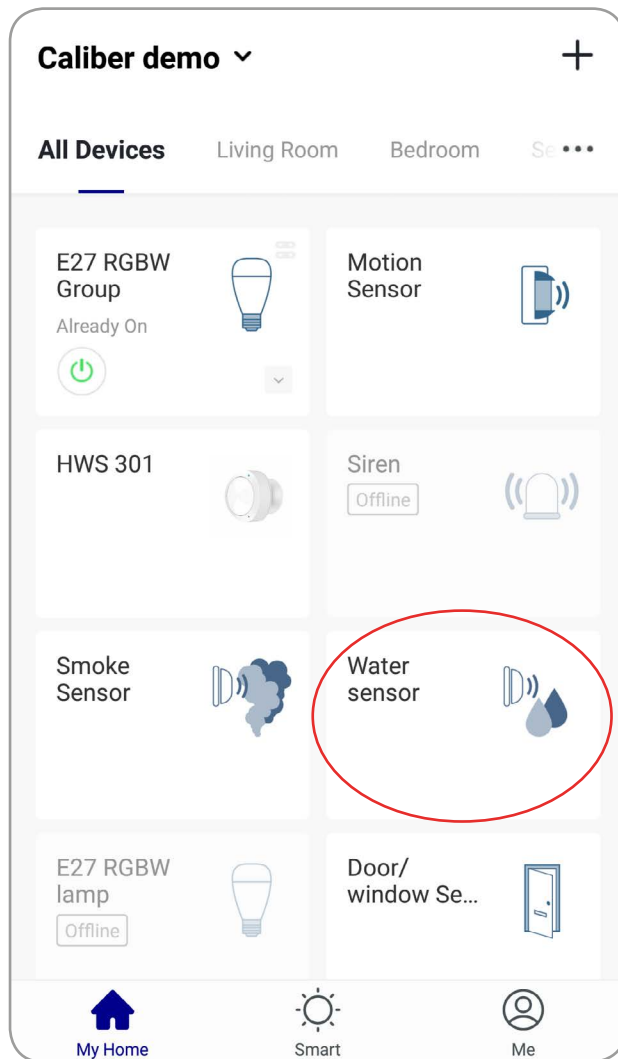 Caliber demo
All Devices Living Room Bedroom Se
E27 RGBW
Group
Already On
Motion
Sensor
HWS 301
Siren
Offline
Smoke
Sensor
Water
sensor
E27 RGBW
lamp
Offline
Door/
window Se...
My Home Smart Me